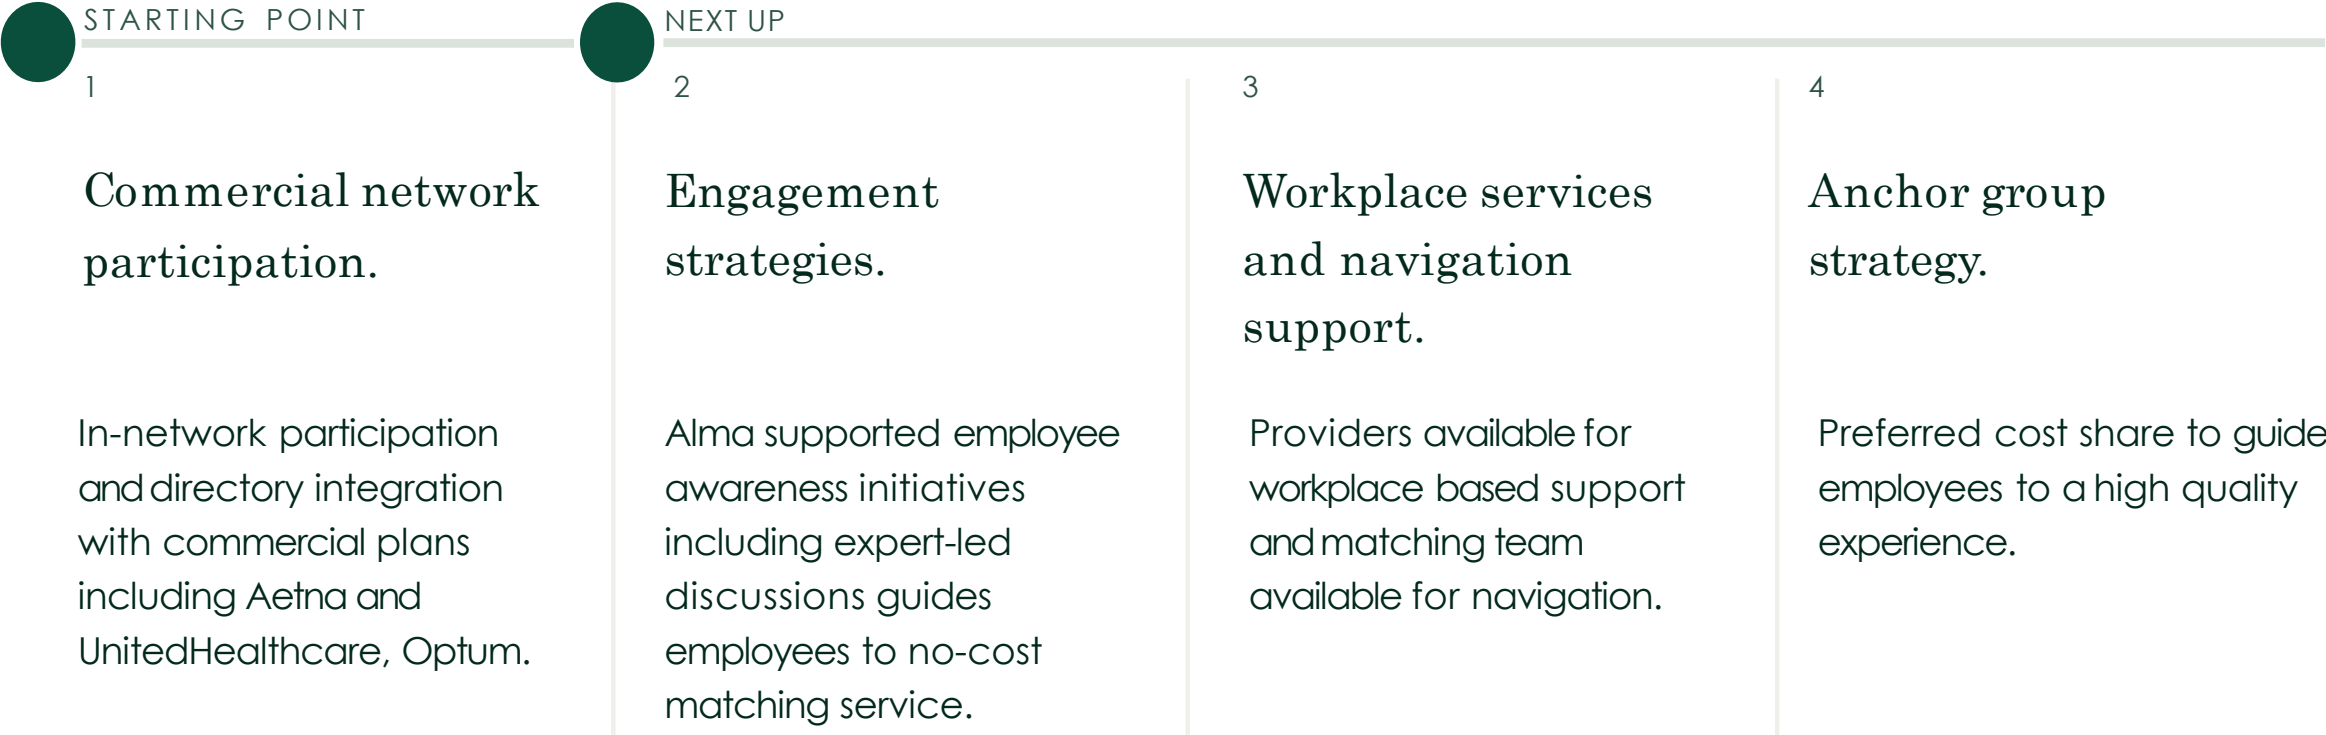 STARTING POINT
NEXT UP
1
Commercial network
participation.
In-network participation
and directory integration
with commercial plans
including Aetna and
UnitedHealthcare, Optum.
2
Engagement
strategies.
Alma supported employee
awareness initiatives
including expert-led
discussions guides
employees to no-cost
matching service.
3
Workplace services
and navigation
support.
Providers available for
workplace based support
and matching team
available for navigation.
4
Anchor group
strategy.
Preferred cost share to guide
employees to a high quality
experience.